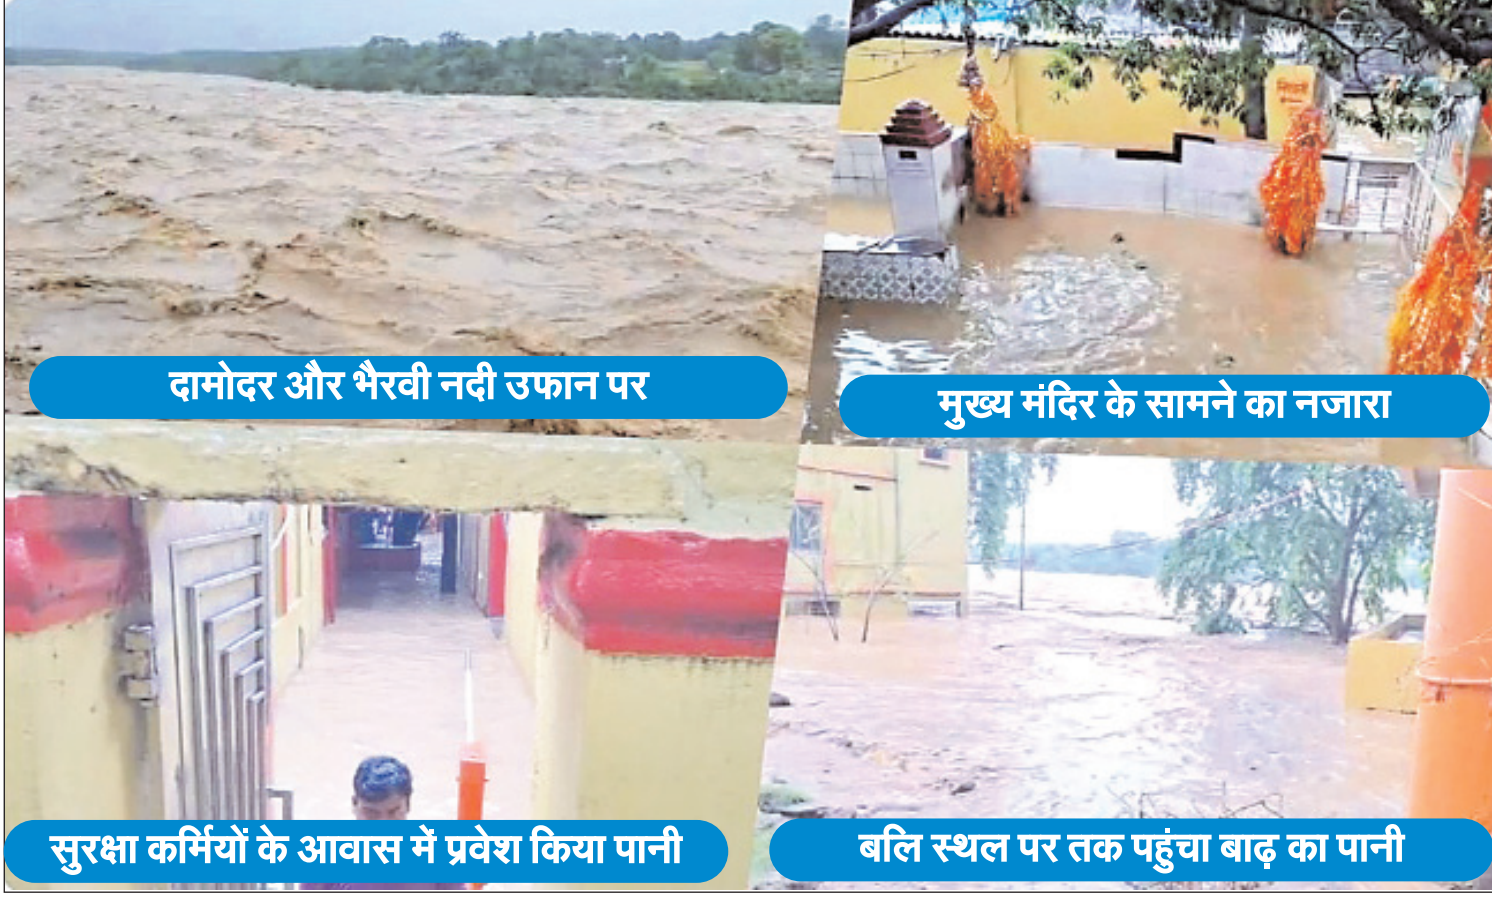 दामोदर और भैरवी नदी उफान पर
मुख्य मंदिर के सामने का नजारा
सुरक्षा कर्मियों के आवास में प्रवेश किया पानी
बलि स्थल पर तक पहुंचा बाढ़ का पानी